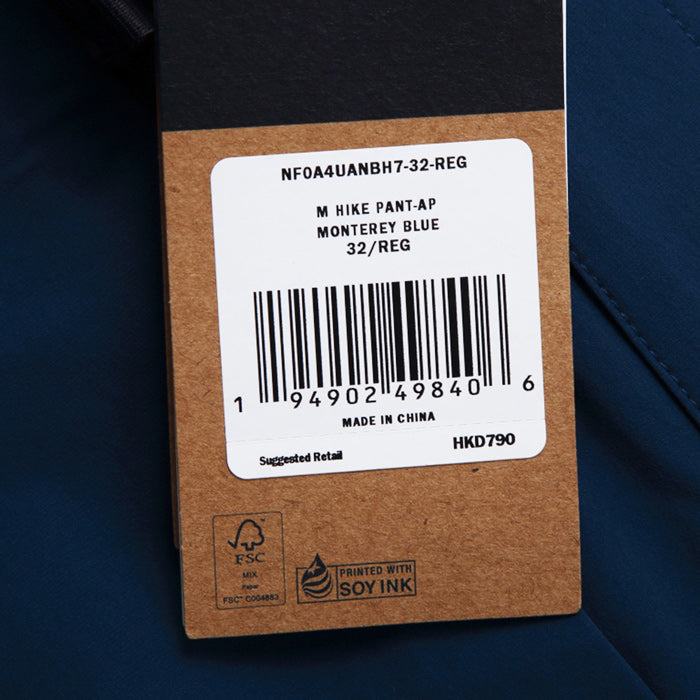 NF0A4UANBH7-32-REG
M HIKE PANT-AP
MONTEREY BLUE
32/REG
1 94902 49840 6
MADE IN CHINA
Suggested Retail HKD790
FSC
MIX
Paper
FSC® C004883
PRINTED WITH
SOY INK